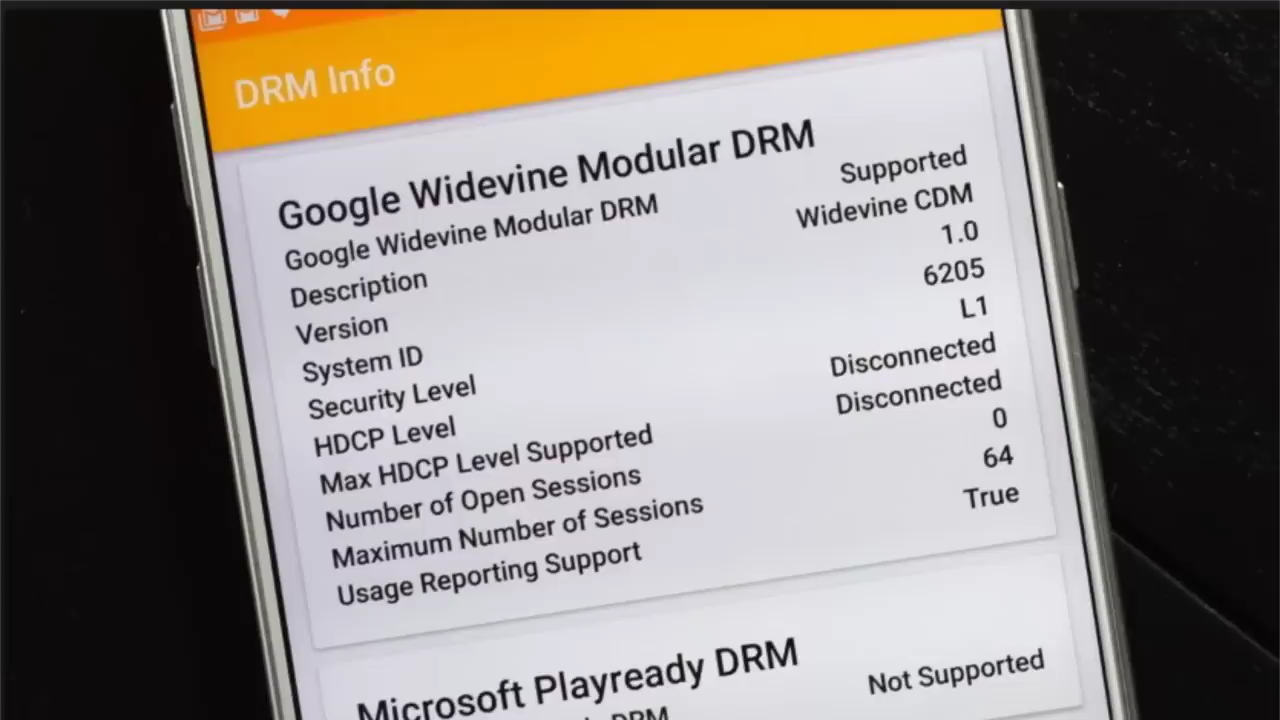 DRM Info
Google Widevine Modular DRM
Google Widevine Modular DRM Supported
Description Widevine CDM
Version 1.0
System ID 6205
Security Level L1
HDCP Level Disconnected
Max HDCP Level Supported Disconnected
Number of Open Sessions 0
Maximum Number of Sessions 64
Usage Reporting Support True
Microsoft Playready DRM
DRM Not Supported